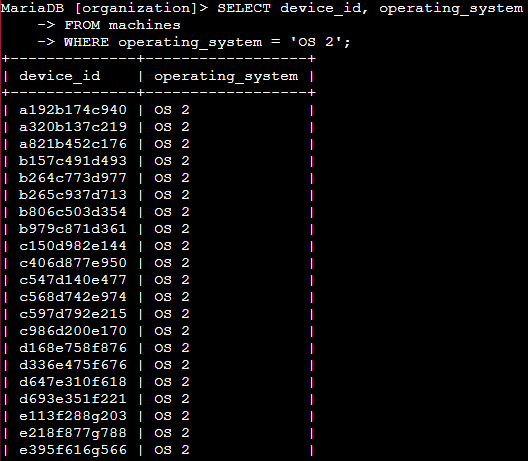 MariaDB [organization]> SELECT device_id, operating_system
    -> FROM machines
    -> WHERE operating_system = 'OS 2';
+--------------+------------------+
| device_id    | operating_system |
+--------------+------------------+
| a192b174c940 | OS 2             |
| a320b137c219 | OS 2             |
| a821b452c176 | OS 2             |
| b157c491d493 | OS 2             |
| b264c773d977 | OS 2             |
| b265c937d713 | OS 2             |
| b806c503d354 | OS 2             |
| b979c871d361 | OS 2             |
| c150d982e144 | OS 2             |
| c406d877e950 | OS 2             |
| c547d140e477 | OS 2             |
| c568d742e974 | OS 2             |
| c597d792e215 | OS 2             |
| c986d200e170 | OS 2             |
| d168e758f876 | OS 2             |
| d336e475f676 | OS 2             |
| d647e310f618 | OS 2             |
| d693e351f221 | OS 2             |
| e113f288g203 | OS 2             |
| e218f877g788 | OS 2             |
| e395f616g566 | OS 2             |